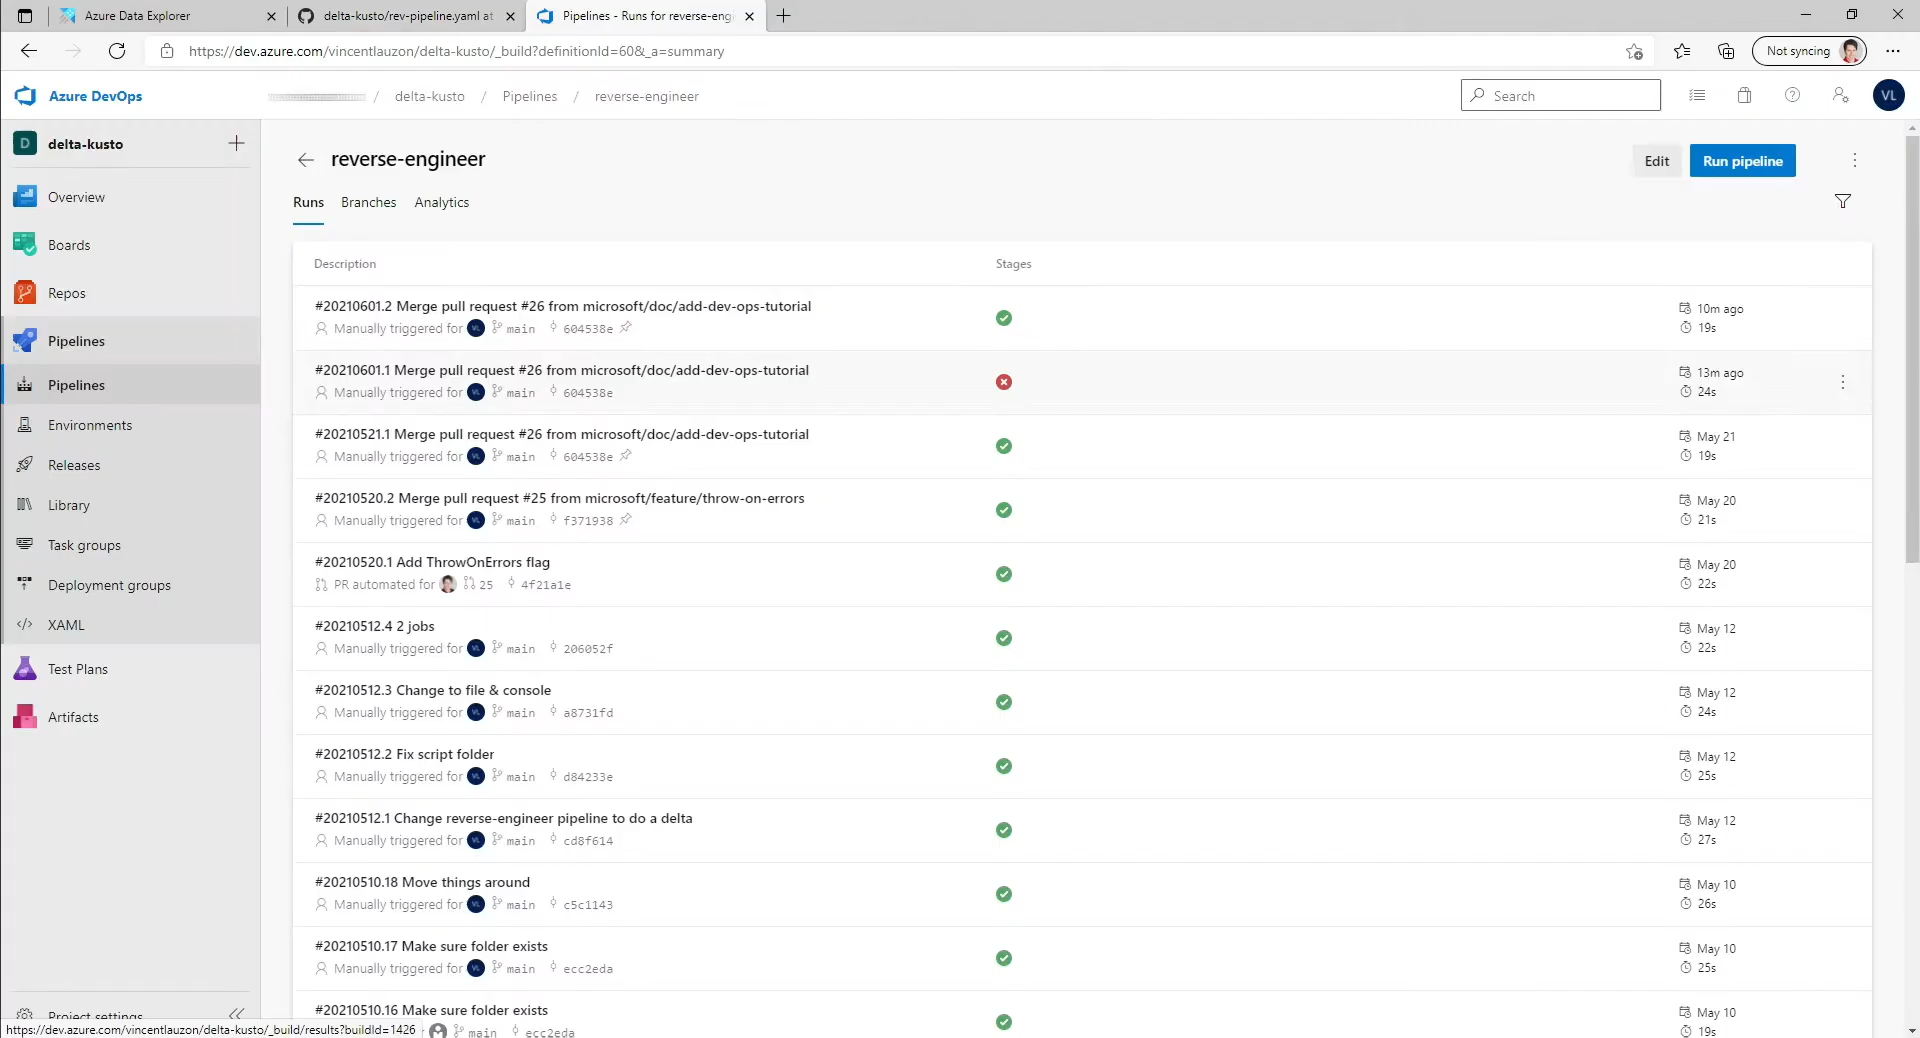 Azure Data Explorer
delta-kusto/rev-pipeline.yaml at
Pipelines - Runs for reverse-eng
https://dev.azure.com/vincentlauzon/delta-kusto/_build?definitionId=60&_a=summary
Not syncing
Azure DevOps
/ delta-kusto / Pipelines / reverse-engineer
Search
VL
D delta-kusto
Overview
Boards
Repos
Pipelines
Pipelines
Environments
Releases
Library
Task groups
Deployment groups
XAML
Test Plans
Artifacts
Project settings
https://dev.azure.com/vincentlauzon/delta-kusto/_build/results?buildId=1426
reverse-engineer
Edit
Run pipeline
Runs Branches Analytics
Description Stages
#20210601.2 Merge pull request #26 from microsoft/doc/add-dev-ops-tutorial
Manually triggered for VL main 604538e
10m ago
19s
#20210601.1 Merge pull request #26 from microsoft/doc/add-dev-ops-tutorial
Manually triggered for VL main 604538e
13m ago
24s
#20210521.1 Merge pull request #26 from microsoft/doc/add-dev-ops-tutorial
Manually triggered for VL main 604538e
May 21
19s
#20210520.2 Merge pull request #25 from microsoft/feature/throw-on-errors
Manually triggered for VL main f371938
May 20
21s
#20210520.1 Add ThrowOnErrors flag
PR automated for 25 4f21a1e
May 20
22s
#20210512.4 2 jobs
Manually triggered for VL main 206052f
May 12
22s
#20210512.3 Change to file & console
Manually triggered for VL main a8731fd
May 12
24s
#20210512.2 Fix script folder
Manually triggered for VL main d84233e
May 12
25s
#20210512.1 Change reverse-engineer pipeline to do a delta
Manually triggered for VL main cd8f614
May 12
27s
#20210510.18 Move things around
Manually triggered for VL main c5c1143
May 10
26s
#20210510.17 Make sure folder exists
Manually triggered for VL main ecc2eda
May 10
25s
#20210510.16 Make sure folder exists
main ecc2eda
May 10
19s